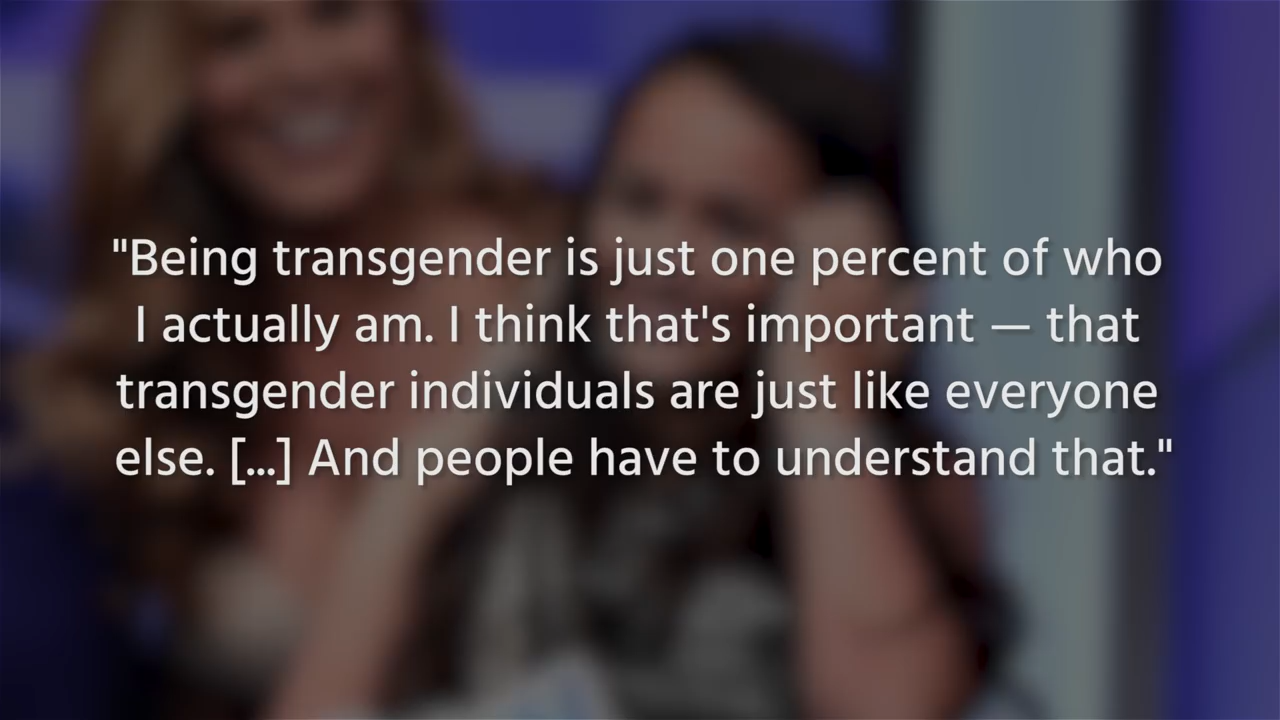 "Being transgender is just one percent of who
I actually am. I think that's important — that
transgender individuals are just like everyone
else. [...] And people have to understand that."